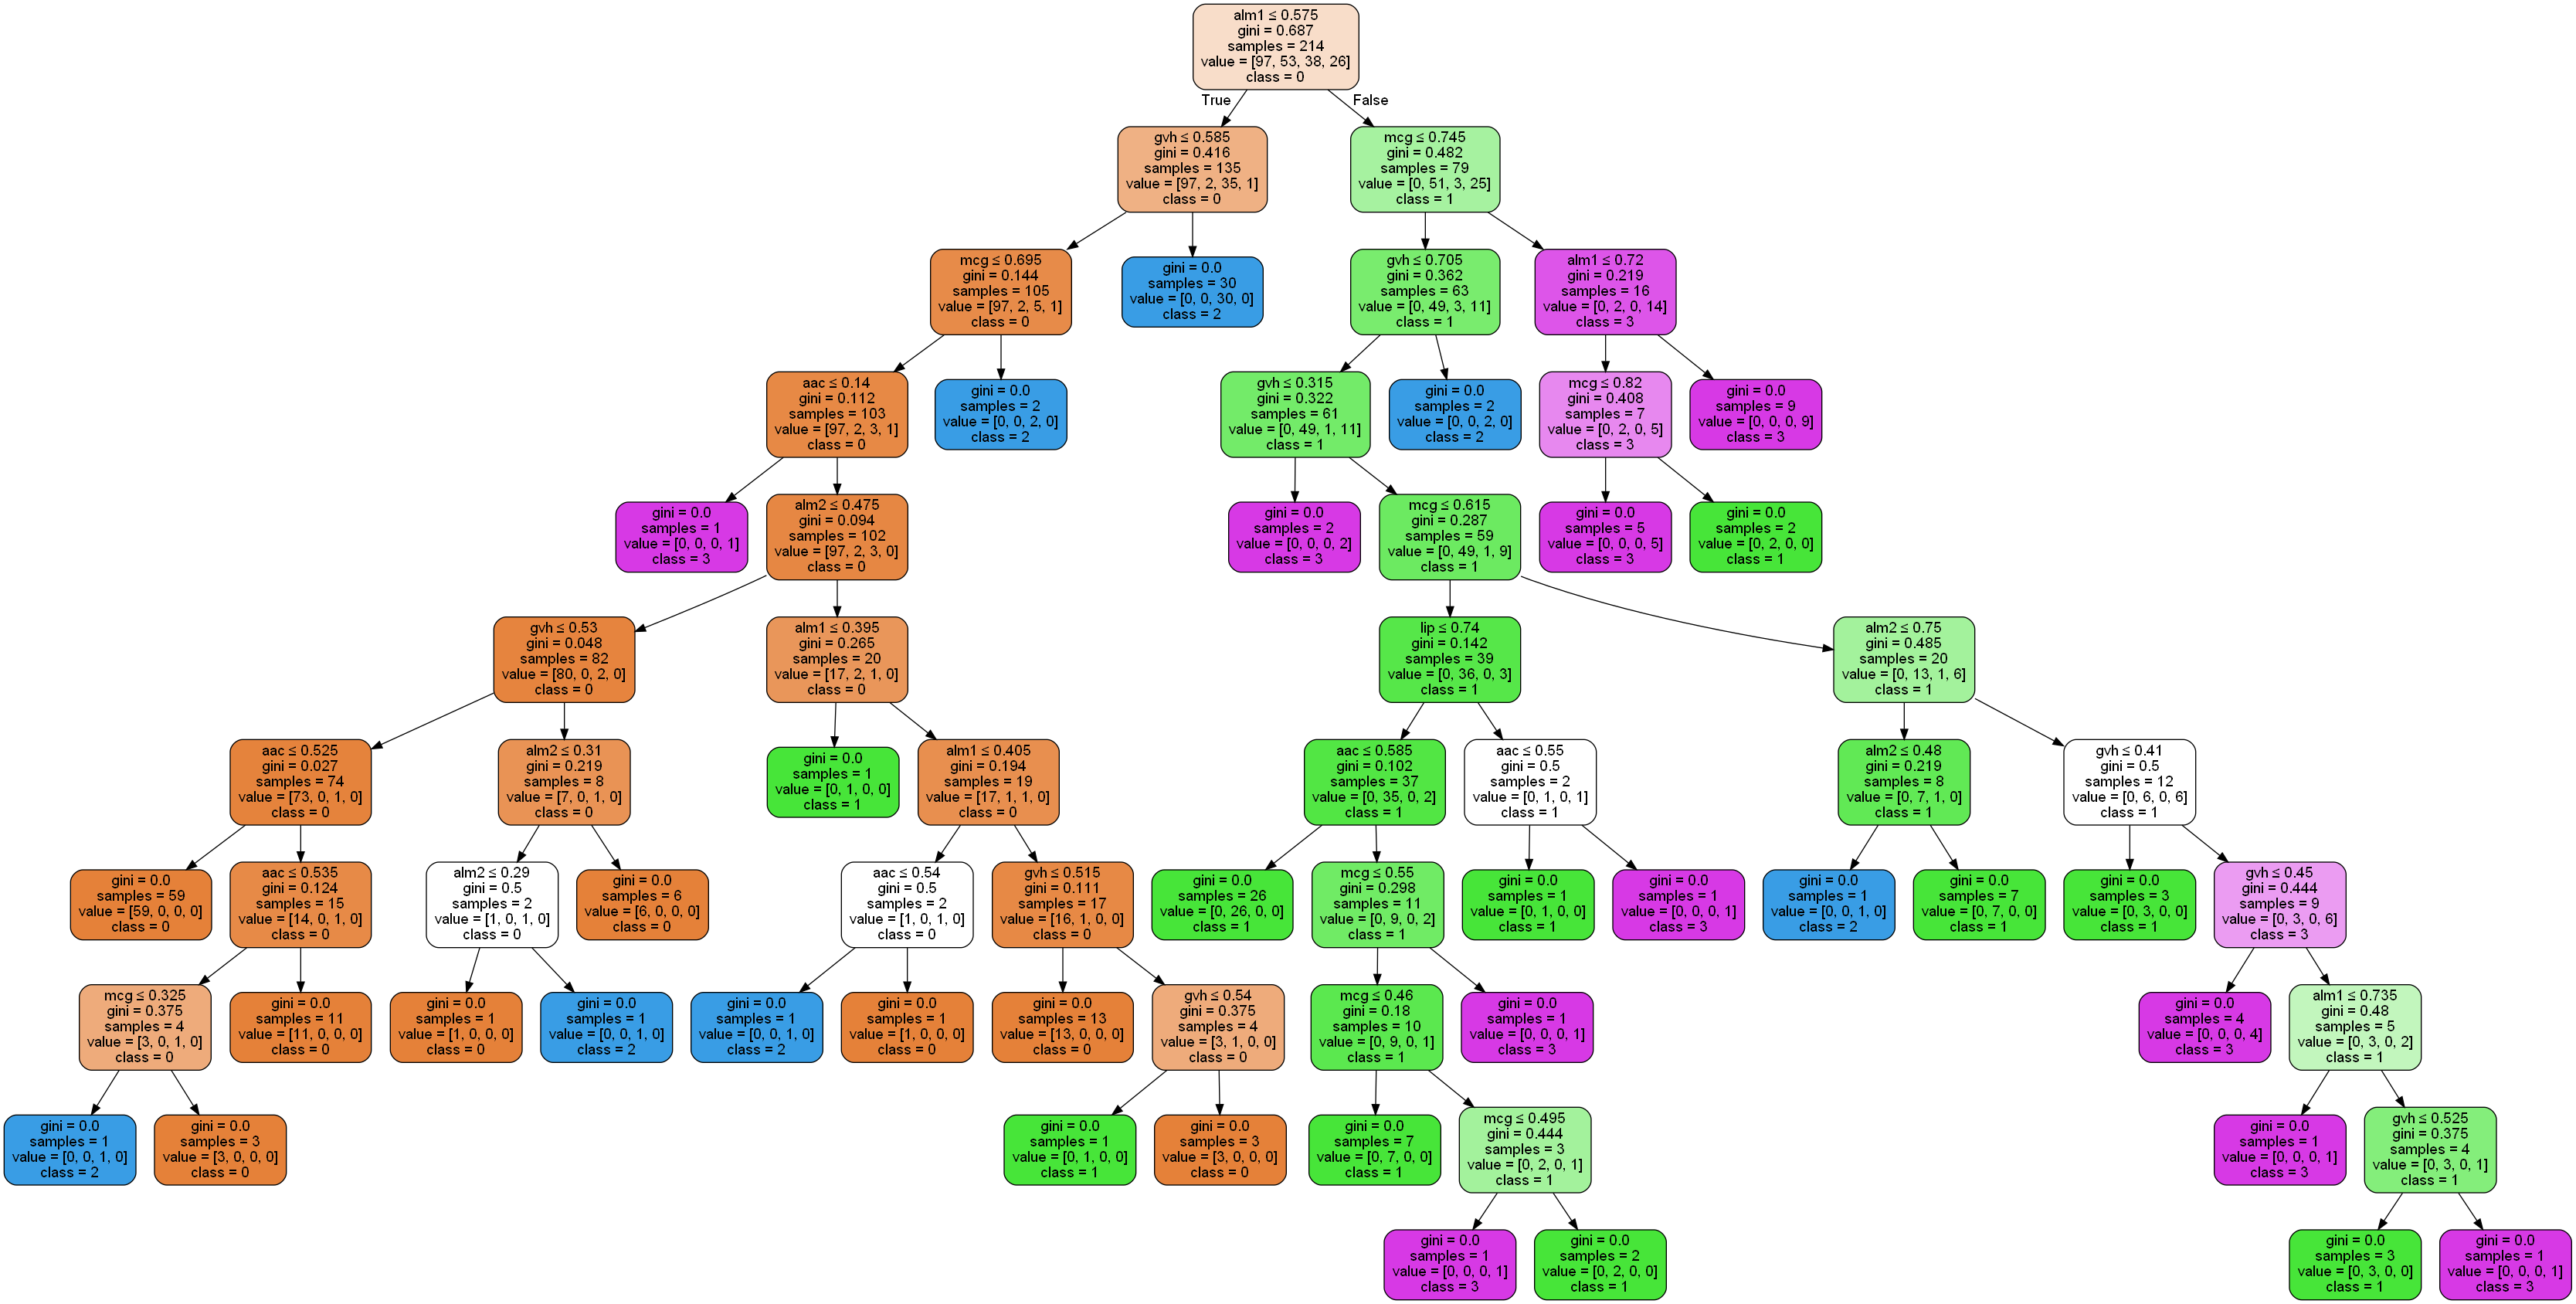 alm1 ≤ 0.575
gini = 0.687
samples = 214
value = [97, 53, 38, 26]
class = 0
True
False
gvh ≤ 0.585
gini = 0.416
samples = 135
value = [97, 2, 35, 1]
class = 0
mcg ≤ 0.745
gini = 0.482
samples = 79
value = [0, 51, 3, 25]
class = 1
mcg ≤ 0.695
gini = 0.144
samples = 105
value = [97, 2, 5, 1]
class = 0
gini = 0.0
samples = 30
value = [0, 0, 30, 0]
class = 2
gvh ≤ 0.705
gini = 0.362
samples = 63
value = [0, 49, 3, 11]
class = 1
alm1 ≤ 0.72
gini = 0.219
samples = 16
value = [0, 2, 0, 14]
class = 3
aac ≤ 0.14
gini = 0.112
samples = 103
value = [97, 2, 3, 1]
class = 0
gini = 0.0
samples = 2
value = [0, 0, 2, 0]
class = 2
gvh ≤ 0.315
gini = 0.322
samples = 61
value = [0, 49, 1, 11]
class = 1
gini = 0.0
samples = 2
value = [0, 0, 2, 0]
class = 2
mcg ≤ 0.82
gini = 0.408
samples = 7
value = [0, 2, 0, 5]
class = 3
gini = 0.0
samples = 9
value = [0, 0, 0, 9]
class = 3
gini = 0.0
samples = 1
value = [0, 0, 0, 1]
class = 3
alm2 ≤ 0.475
gini = 0.094
samples = 102
value = [97, 2, 3, 0]
class = 0
gini = 0.0
samples = 2
value = [0, 0, 0, 2]
class = 3
mcg ≤ 0.615
gini = 0.287
samples = 59
value = [0, 49, 1, 9]
class = 1
gini = 0.0
samples = 5
value = [0, 0, 0, 5]
class = 3
gini = 0.0
samples = 2
value = [0, 2, 0, 0]
class = 1
gvh ≤ 0.53
gini = 0.048
samples = 82
value = [80, 0, 2, 0]
class = 0
alm1 ≤ 0.395
gini = 0.265
samples = 20
value = [17, 2, 1, 0]
class = 0
lip ≤ 0.74
gini = 0.142
samples = 39
value = [0, 36, 0, 3]
class = 1
alm2 ≤ 0.75
gini = 0.485
samples = 20
value = [0, 13, 1, 6]
class = 1
aac ≤ 0.525
gini = 0.027
samples = 74
value = [73, 0, 1, 0]
class = 0
alm2 ≤ 0.31
gini = 0.219
samples = 8
value = [7, 0, 1, 0]
class = 0
gini = 0.0
samples = 1
value = [0, 1, 0, 0]
class = 1
alm1 ≤ 0.405
gini = 0.194
samples = 19
value = [17, 1, 1, 0]
class = 0
aac ≤ 0.585
gini = 0.102
samples = 37
value = [0, 35, 0, 2]
class = 1
aac ≤ 0.55
gini = 0.5
samples = 2
value = [0, 1, 0, 1]
class = 1
alm2 ≤ 0.48
gini = 0.219
samples = 8
value = [0, 7, 1, 0]
class = 1
gvh ≤ 0.41
gini = 0.5
samples = 12
value = [0, 6, 0, 6]
class = 1
gini = 0.0
samples = 59
value = [59, 0, 0, 0]
class = 0
aac ≤ 0.535
gini = 0.124
samples = 15
value = [14, 0, 1, 0]
class = 0
alm2 ≤ 0.29
gini = 0.5
samples = 2
value = [1, 0, 1, 0]
class = 0
gini = 0.0
samples = 6
value = [6, 0, 0, 0]
class = 0
aac ≤ 0.54
gini = 0.5
samples = 2
value = [1, 0, 1, 0]
class = 0
gvh ≤ 0.515
gini = 0.111
samples = 17
value = [16, 1, 0, 0]
class = 0
gini = 0.0
samples = 26
value = [0, 26, 0, 0]
class = 1
mcg ≤ 0.55
gini = 0.298
samples = 11
value = [0, 9, 0, 2]
class = 1
gini = 0.0
samples = 1
value = [0, 1, 0, 0]
class = 1
gini = 0.0
samples = 1
value = [0, 0, 0, 1]
class = 3
gini = 0.0
samples = 1
value = [0, 0, 1, 0]
class = 2
gini = 0.0
samples = 7
value = [0, 7, 0, 0]
class = 1
gini = 0.0
samples = 3
value = [0, 3, 0, 0]
class = 1
gvh ≤ 0.45
gini = 0.444
samples = 9
value = [0, 3, 0, 6]
class = 3
mcg ≤ 0.325
gini = 0.375
samples = 4
value = [3, 0, 1, 0]
class = 0
gini = 0.0
samples = 11
value = [11, 0, 0, 0]
class = 0
gini = 0.0
samples = 1
value = [1, 0, 0, 0]
class = 0
gini = 0.0
samples = 1
value = [0, 0, 1, 0]
class = 2
gini = 0.0
samples = 1
value = [0, 0, 1, 0]
class = 2
gini = 0.0
samples = 1
value = [1, 0, 0, 0]
class = 0
gini = 0.0
samples = 13
value = [13, 0, 0, 0]
class = 0
gvh ≤ 0.54
gini = 0.375
samples = 4
value = [3, 1, 0, 0]
class = 0
mcg ≤ 0.46
gini = 0.18
samples = 10
value = [0, 9, 0, 1]
class = 1
gini = 0.0
samples = 1
value = [0, 0, 0, 1]
class = 3
gini = 0.0
samples = 4
value = [0, 0, 0, 4]
class = 3
alm1 ≤ 0.735
gini = 0.48
samples = 5
value = [0, 3, 0, 2]
class = 1
gini = 0.0
samples = 1
value = [0, 0, 1, 0]
class = 2
gini = 0.0
samples = 3
value = [3, 0, 0, 0]
class = 0
gini = 0.0
samples = 1
value = [0, 1, 0, 0]
class = 1
gini = 0.0
samples = 3
value = [3, 0, 0, 0]
class = 0
gini = 0.0
samples = 7
value = [0, 7, 0, 0]
class = 1
mcg ≤ 0.495
gini = 0.444
samples = 3
value = [0, 2, 0, 1]
class = 1
gini = 0.0
samples = 1
value = [0, 0, 0, 1]
class = 3
gvh ≤ 0.525
gini = 0.375
samples = 4
value = [0, 3, 0, 1]
class = 1
gini = 0.0
samples = 1
value = [0, 0, 0, 1]
class = 3
gini = 0.0
samples = 2
value = [0, 2, 0, 0]
class = 1
gini = 0.0
samples = 3
value = [0, 3, 0, 0]
class = 1
gini = 0.0
samples = 1
value = [0, 0, 0, 1]
class = 3